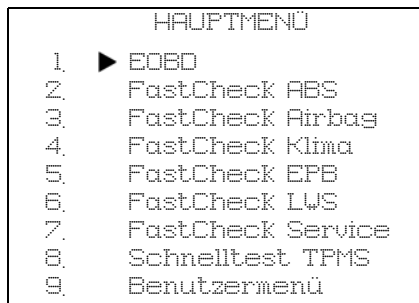 HAUPTMENÜ
1. EOBD
2. FastCheck ABS
3. FastCheck Airbag
4. FastCheck Klima
5. FastCheck EPB
6. FastCheck LWS
7. FastCheck Service
8. Schnelltest TPMS
9. Benutzermenü